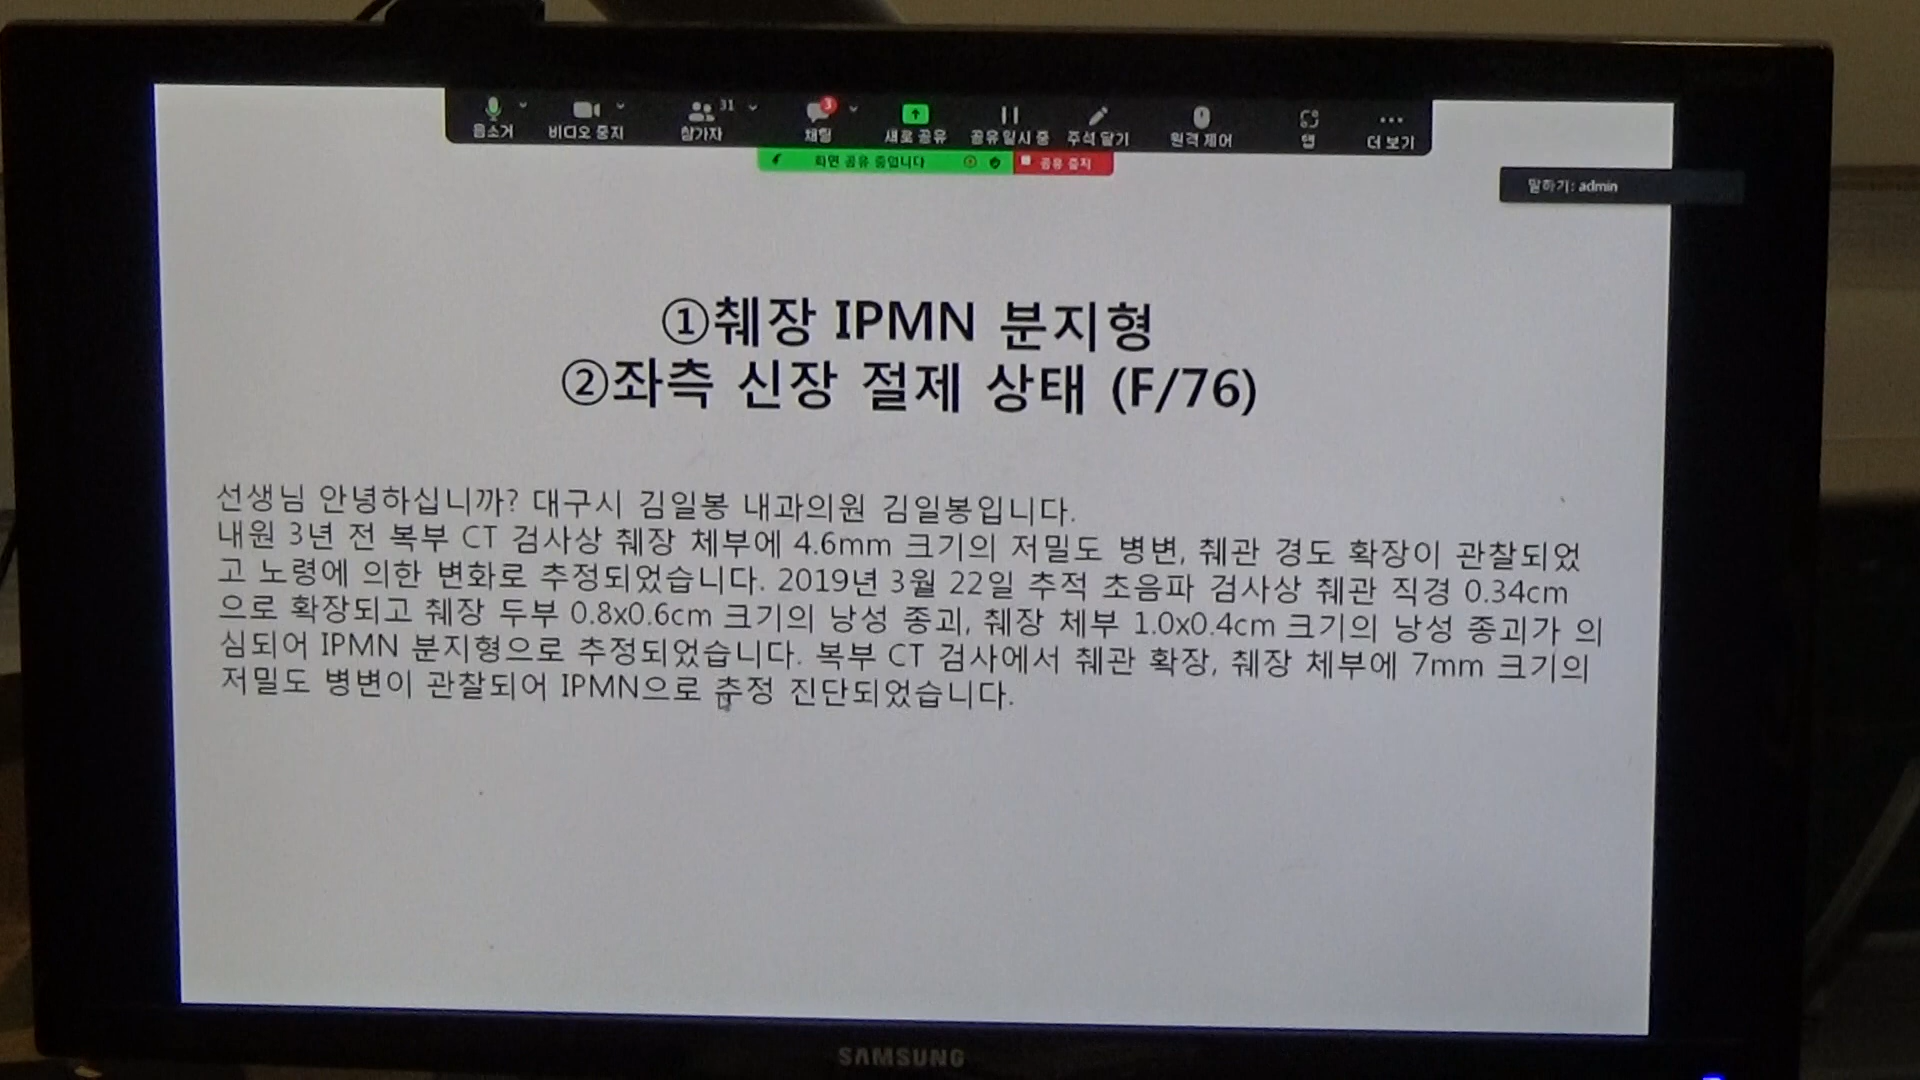 음소거 비디오 중지 참가자 31 채팅 3 새로 공유 공유 일시 중 주석 달기 원격 제어 앱 더 보기
화면 공유 중입니다 공유 중지
말하기: admin
①췌장 IPMN 분지형
②좌측 신장 절제 상태 (F/76)
선생님 안녕하십니까? 대구시 김일봉 내과의원 김일봉입니다.
내원 3년 전 복부 CT 검사상 췌장 체부에 4.6mm 크기의 저밀도 병변, 췌관 경도 확장이 관찰되었
고 노령에 의한 변화로 추정되었습니다. 2019년 3월 22일 추적 초음파 검사상 췌관 직경 0.34cm
으로 확장되고 췌장 두부 0.8x0.6cm 크기의 낭성 종괴, 췌장 체부 1.0x0.4cm 크기의 낭성 종괴가 의
심되어 IPMN 분지형으로 추정되었습니다. 복부 CT 검사에서 췌관 확장, 췌장 체부에 7mm 크기의
저밀도 병변이 관찰되어 IPMN으로 추정 진단되었습니다.
SAMSUNG